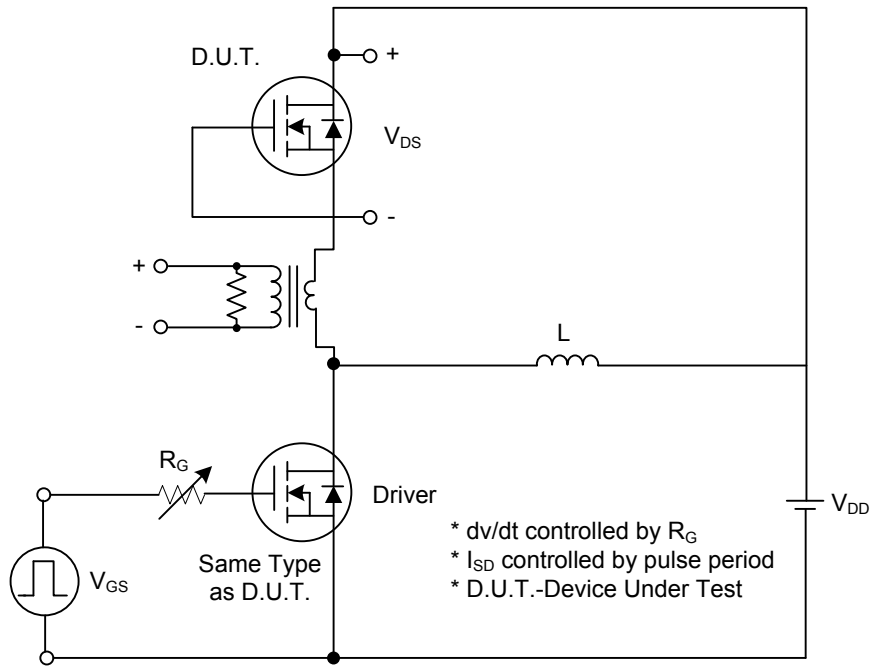 D.U.T.
+
V_DS
-
+
-
L
R_G
Driver
V_DD
V_GS
Same Type
as D.U.T.
* dv/dt controlled by R_G
* I_SD controlled by pulse period
* D.U.T.-Device Under Test